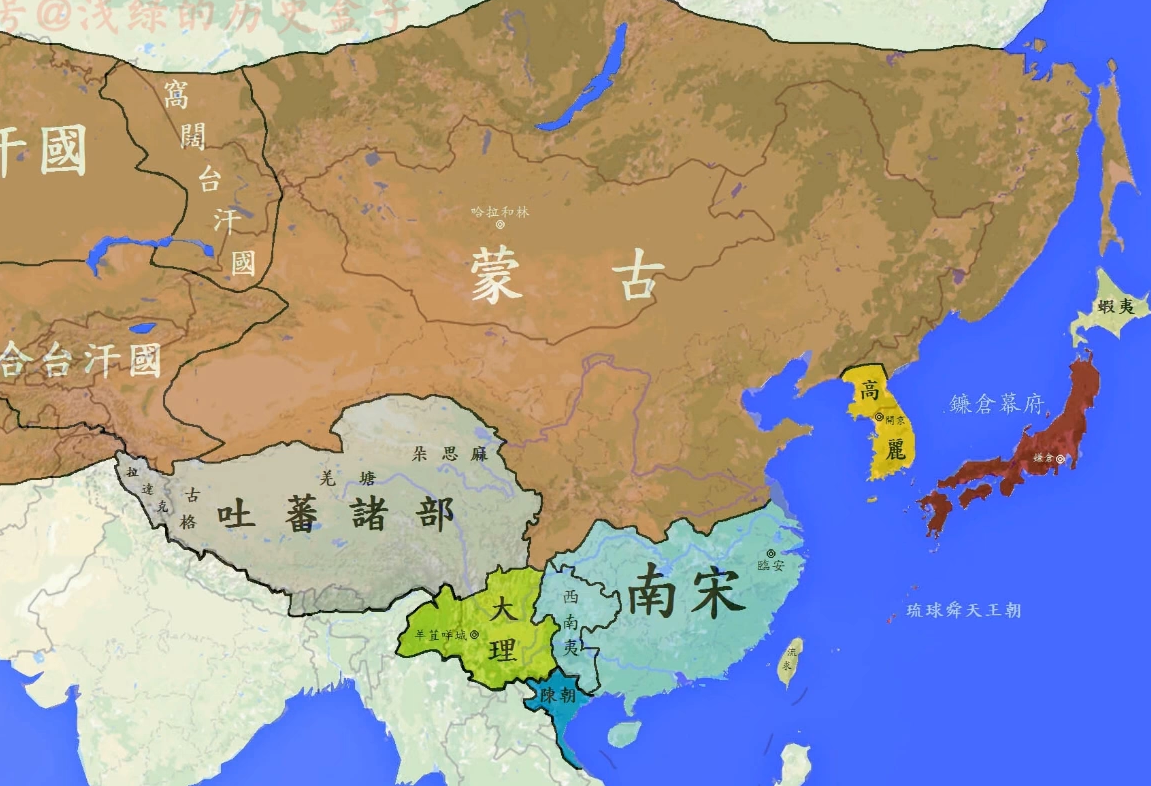 号@浅绿的历史盒子
汗國
窩闊台汗國
哈拉和林
蒙古
合台汗國
蝦夷
高麗
開京
鐮倉幕府
鎌倉
朵思麻
羌塘
拉達克
古格
吐蕃諸部
南宋
臨安
西南夷
大理
羊苴咩城
陳朝
琉球舜天王朝
流求